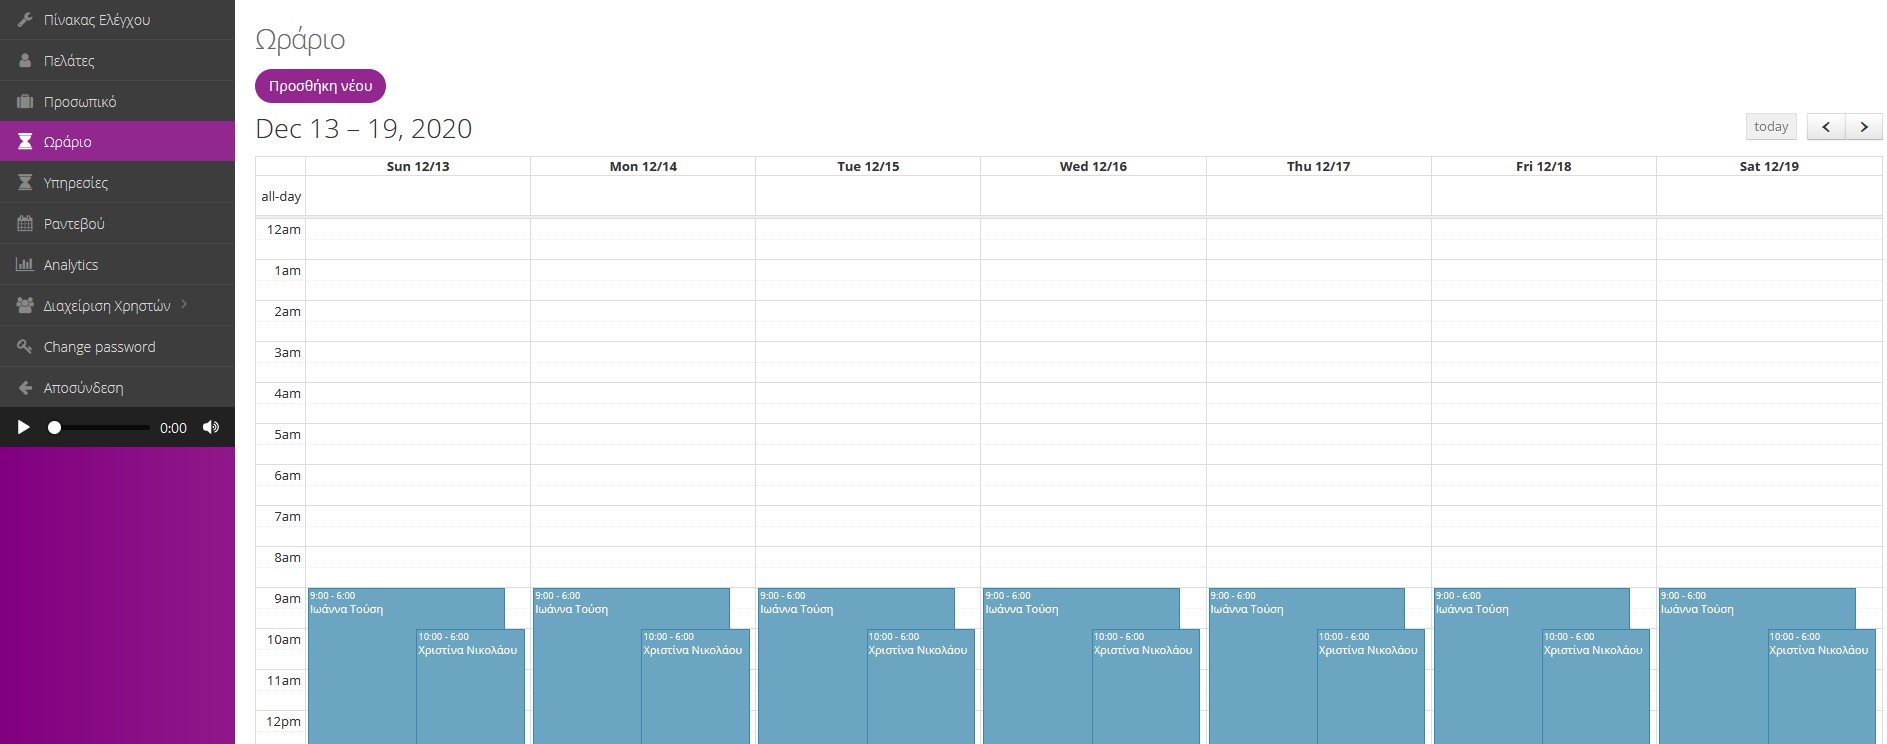 Πίνακας Ελέγχου
Πελάτες
Προσωπικό
Ωράριο
Υπηρεσίες
Ραντεβού
Analytics
Διαχείριση Χρηστών
Change password
Αποσύνδεση
0:00
Ωράριο
Προσθήκη νέου
Dec 13 – 19, 2020
today
Sun 12/13 Mon 12/14 Tue 12/15 Wed 12/16 Thu 12/17 Fri 12/18 Sat 12/19
all-day
12am
1am
2am
3am
4am
5am
6am
7am
8am
9am 9:00 - 6:00 9:00 - 6:00 9:00 - 6:00 9:00 - 6:00 9:00 - 6:00 9:00 - 6:00 9:00 - 6:00
Ιωάννα Τούση Ιωάννα Τούση Ιωάννα Τούση Ιωάννα Τούση Ιωάννα Τούση Ιωάννα Τούση Ιωάννα Τούση
10am 10:00 - 6:00 10:00 - 6:00 10:00 - 6:00 10:00 - 6:00 10:00 - 6:00 10:00 - 6:00 10:00 - 6:00
Χριστίνα Νικολάου Χριστίνα Νικολάου Χριστίνα Νικολάου Χριστίνα Νικολάου Χριστίνα Νικολάου Χριστίνα Νικολάου Χριστίνα Νικολάου
11am
12pm